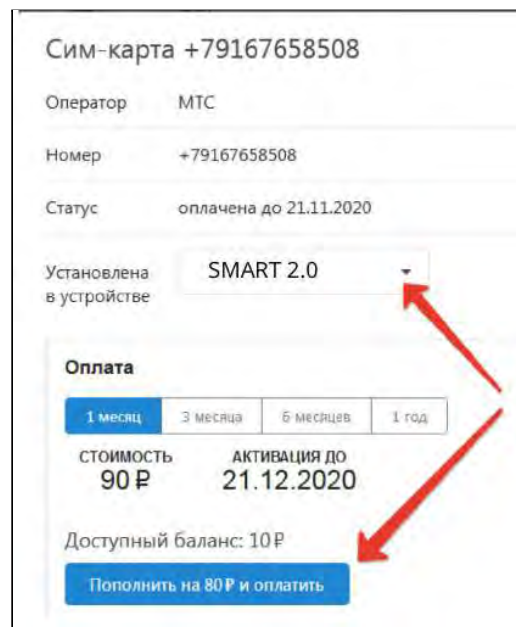 Сим-карта +79167658508
Оператор МТС
Номер +79167658508
Статус оплачена до 21.11.2020
Установлена SMART 2.0
в устройстве
Оплата
1 месяц 3 месяца 6 месяцев 1 год
СТОИМОСТЬ АКТИВАЦИЯ ДО
90 ₽ 21.12.2020
Доступный баланс: 10 ₽
Пополнить на 80 ₽ и оплатить